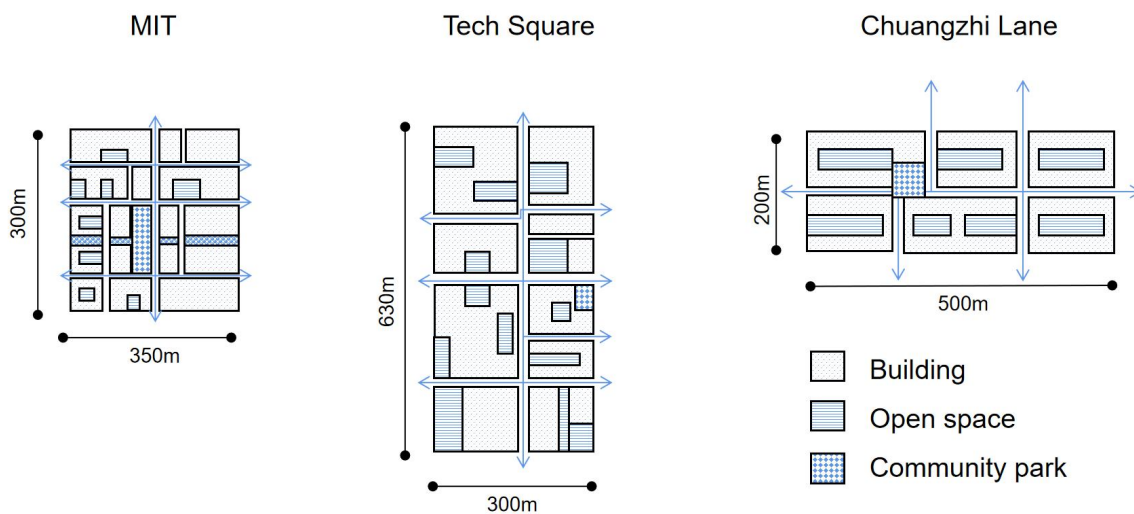 MIT
Tech Square
Chuangzhi Lane
300m
350m
630m
300m
200m
500m
Building
Open space
Community park